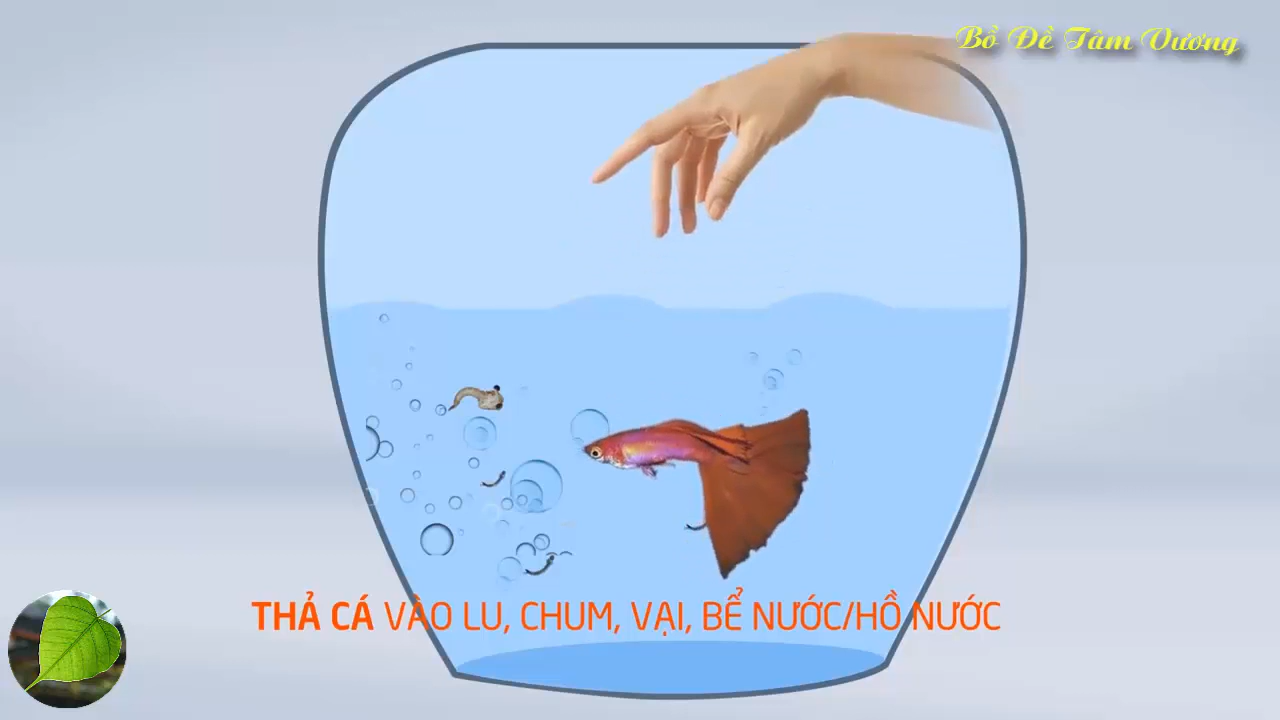 Bồ Đề Tâm Vương
THẢ CÁ VÀO LU, CHUM, VẠI, BỂ NƯỚC/HỒ NƯỚC